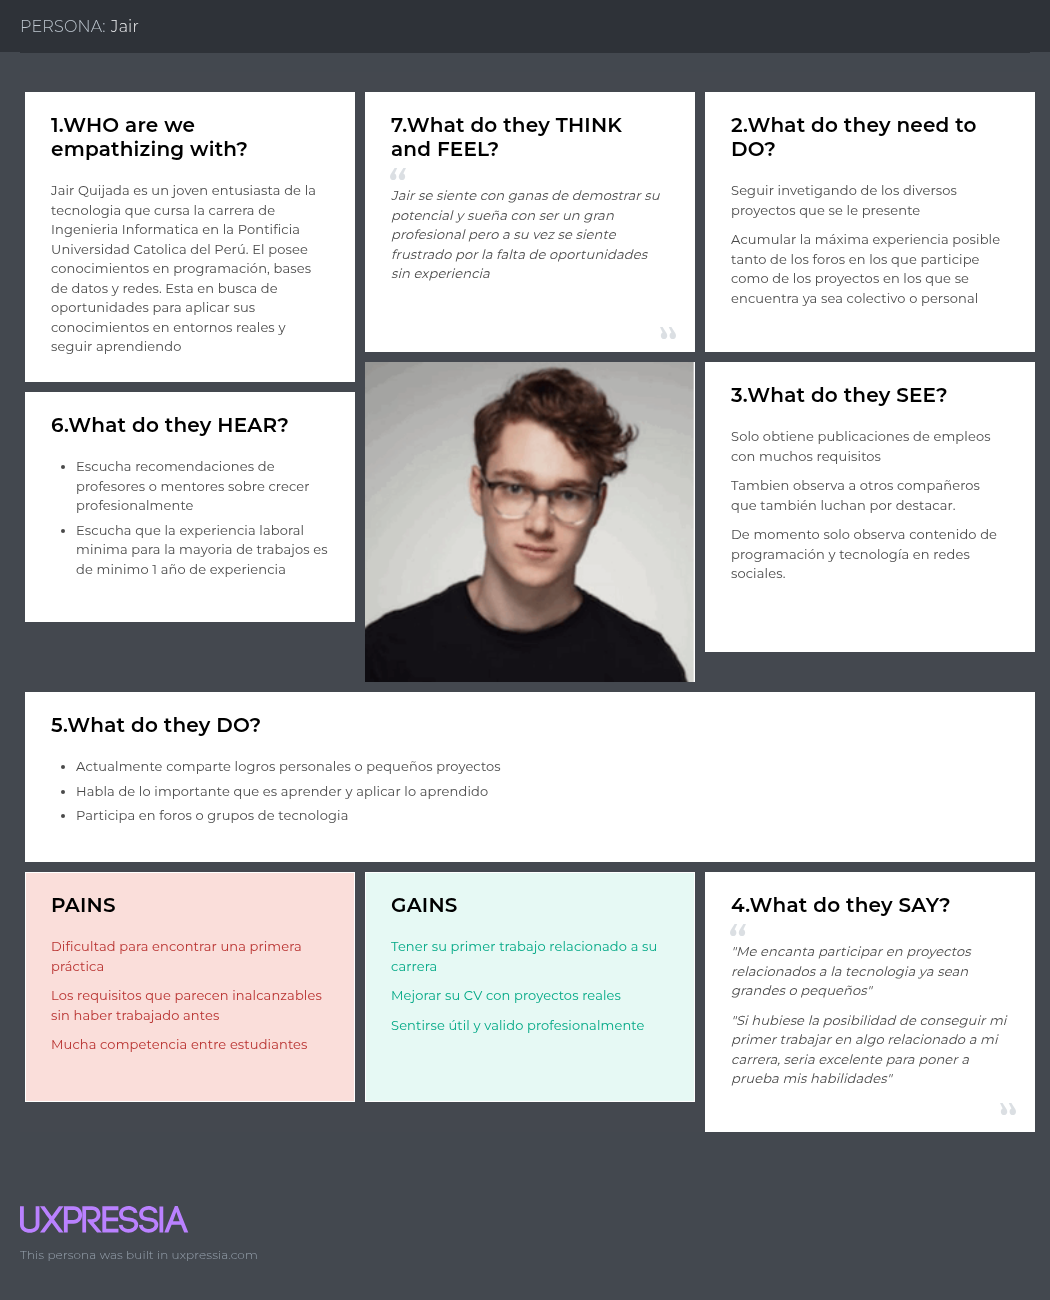 PERSONA: Jair
1.WHO are we
empathizing with?
Jair Quijada es un joven entusiasta de la
tecnologia que cursa la carrera de
Ingenieria Informatica en la Pontificia
Universidad Catolica del Perú. El posee
conocimientos en programación, bases
de datos y redes. Esta en busca de
oportunidades para aplicar sus
conocimientos en entornos reales y
seguir aprendiendo
7.What do they THINK
and FEEL?
“
Jair se siente con ganas de demostrar su
potencial y sueña con ser un gran
profesional pero a su vez se siente
frustrado por la falta de oportunidades
sin experiencia
”
2.What do they need to
DO?
Seguir invetigando de los diversos
proyectos que se le presente
Acumular la máxima experiencia posible
tanto de los foros en los que participe
como de los proyectos en los que se
encuentra ya sea colectivo o personal
6.What do they HEAR?
• Escucha recomendaciones de
profesores o mentores sobre crecer
profesionalmente
• Escucha que la experiencia laboral
minima para la mayoria de trabajos es
de minimo 1 año de experiencia
3.What do they SEE?
Solo obtiene publicaciones de empleos
con muchos requisitos
Tambien observa a otros compañeros
que también luchan por destacar.
De momento solo observa contenido de
programación y tecnología en redes
sociales.
5.What do they DO?
• Actualmente comparte logros personales o pequeños proyectos
• Habla de lo importante que es aprender y aplicar lo aprendido
• Participa en foros o grupos de tecnologia
PAINS
Dificultad para encontrar una primera
práctica
Los requisitos que parecen inalcanzables
sin haber trabajado antes
Mucha competencia entre estudiantes
GAINS
Tener su primer trabajo relacionado a su
carrera
Mejorar su CV con proyectos reales
Sentirse útil y valido profesionalmente
4.What do they SAY?
“
"Me encanta participar en proyectos
relacionados a la tecnologia ya sean
grandes o pequeños"
"Si hubiese la posibilidad de conseguir mi
primer trabajar en algo relacionado a mi
carrera, seria excelente para poner a
prueba mis habilidades"
”
UXPRESSIA
This persona was built in uxpressia.com